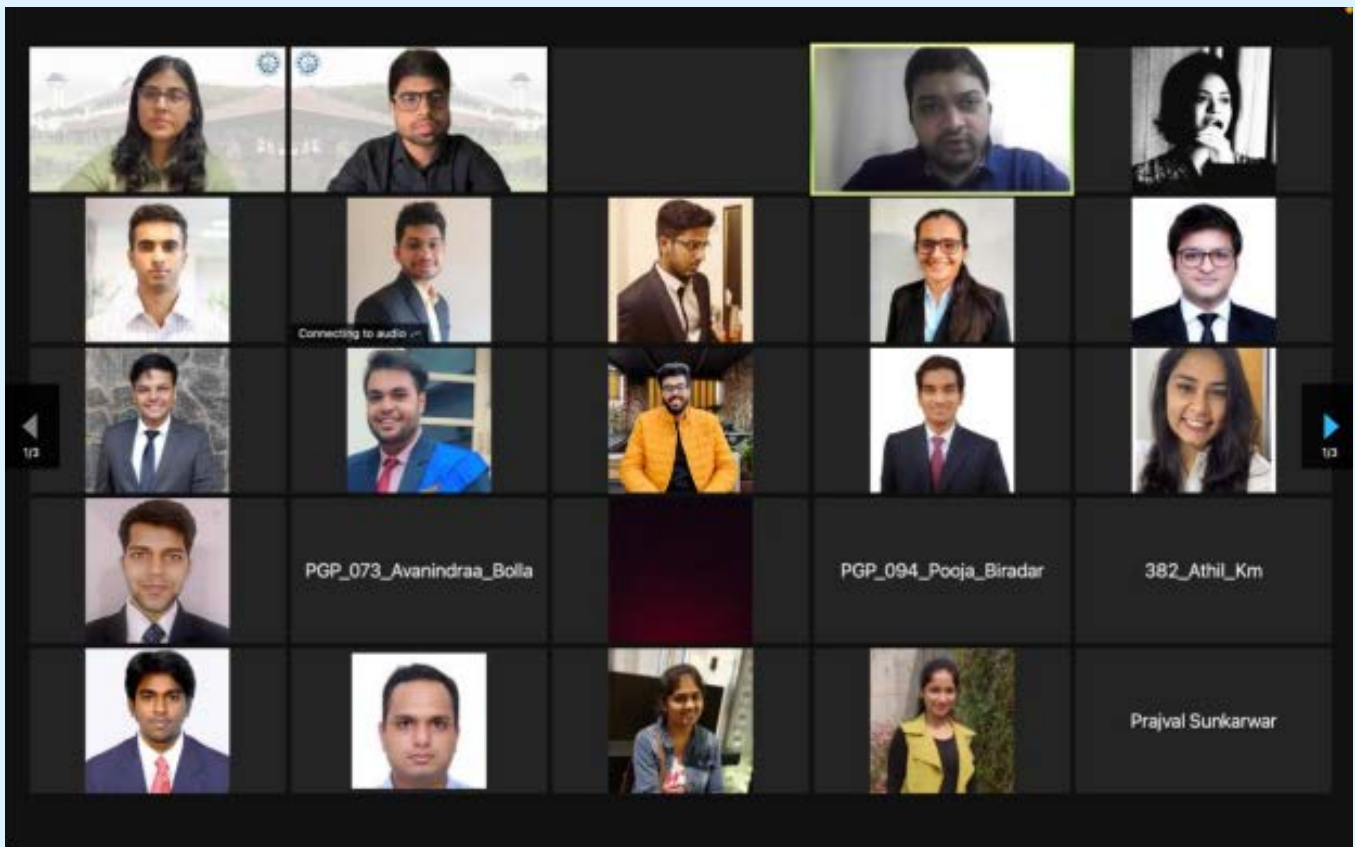 Connecting to audio
1/3
1/3
PGP_073_Avanindraa_Bolla
PGP_094_Pooja_Biradar
382_Athil_Km
Prajval Sunkarwar